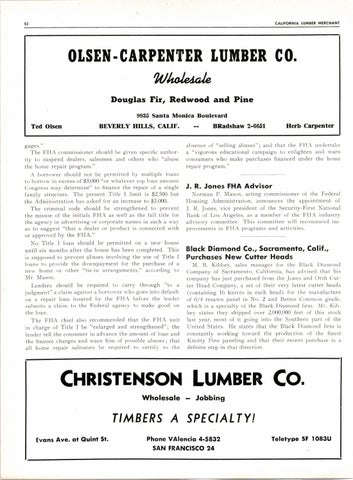 52
CALIFORNIA LUMBER MERCHANT
OLSEN-CARPENTER LUMBER CO.
Wholesale
Douglas Fir, Redwood and Pine
9935 Santa Monica Boulevard
Ted Olsen BEVERLY HILLS, CALIF. -- BRadshaw 2-6651 Herb Carpenter
gages."
The FHA commissioner should be given specific author-
ity to suspend dealers, salesmen and others who "abuse
the home repair program."
A borrower should not be permitted by multiple loans
to borrow in excess of $3,000 "or whatever top loan amount
Congress may determine" to finance the repair of a single
family structure. The present Title I limit is $2,500 but
the Administration has asked for an increase to $3,000.
The criminal code should be strengthened to prevent
the misuse of the initials FHA as well as the full title for
the agency in advertising or corporate names in such a way
as to suggest "that a dealer or product is connected with
or approved by the FHA."
No Title I loan should be permitted on a new house
until six months after the house has been completed. This
is supposed to prevent abuses involving the use of Title I
loans to provide the downpayment for the purchase of a
new home or other "tie-in arrangements," according to
Mr. Mason.
Lenders should be required to carry through "to a
judgment" a claim against a borrower who goes into default
on a repair loan insured by the FHA before the lender
submits a claim to the Federal Government to make good on
the loan.
The FHA chief also recommended that the FHA unit
in charge of Title I be "enlarged and strengthened"; the
lender tell the consumer in advance the amount of loan and
the finance charges and warn him of possible abuses; that
all home repair salesmen be required to certify to the
absence of "selling abuses"; and that the FHA undertake
a "vigorous educational campaign to enlighten and warn
consumers who make purchases financed under the home
repair program."
J. R. Jones FHA Advisor
Norman P. Mason, acting commissioner of the Federal
Housing Administration, announces the appointment of
J. R. Jones, vice president of the Security-First National
Bank of Los Angeles, as a member of the FHA industry
advisory committee. This committee will recommend im-
provements in FHA programs and activities.
Black Diamond Co., Sacramento, Calif.,
Purchases New Cutter Heads
M. B. Kibbey, sales manager for the Black Diamond
Company of Sacramento, California, has advised that his
company has just purchased from the Jones and Orth Cut-
ter Head Company, a set of their very latest cutter heads
(featuring 16 knives in each head) for the manufacture
of 6/4 reserve panel in No. 2 and Better Common grade,
which is a specialty of the Black Diamond firm. Mr. Kib-
bey states they shipped over 2,000,000 feet of this stock
last year, most of it going into the Southern part of the
United States. He states that the Black Diamond firm is
constantly working toward the production of the finest
Knotty Pine paneling and that their recent purchase is a
definite step in that direction.
CHRISTENSON LUMBER CO.
Wholesale – Jobbing
TIMBERS A SPECIALTY!
Evans Ave. at Quint St. Phone VAlencia 4-5832 Teletype SF 1083U
SAN FRANCISCO 24